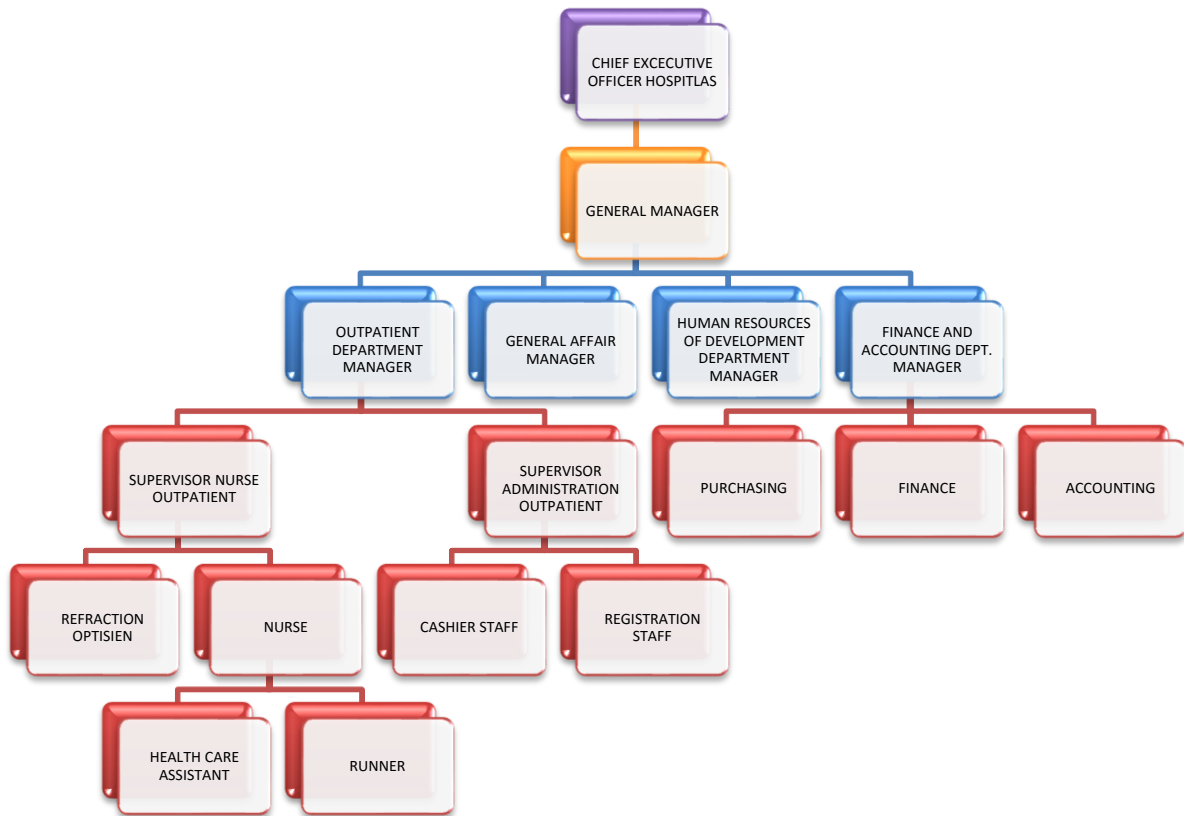 CHIEF EXCECUTIVE
OFFICER HOSPITLAS
GENERAL MANAGER
OUTPATIENT
DEPARTMENT
MANAGER
GENERAL AFFAIR
MANAGER
HUMAN RESOURCES
OF DEVELOPMENT
DEPARTMENT
MANAGER
FINANCE AND
ACCOUNTING DEPT.
MANAGER
SUPERVISOR NURSE
OUTPATIENT
SUPERVISOR
ADMINISTRATION
OUTPATIENT
PURCHASING
FINANCE
ACCOUNTING
REFRACTION
OPTISIEN
NURSE
CASHIER STAFF
REGISTRATION
STAFF
HEALTH CARE
ASSISTANT
RUNNER